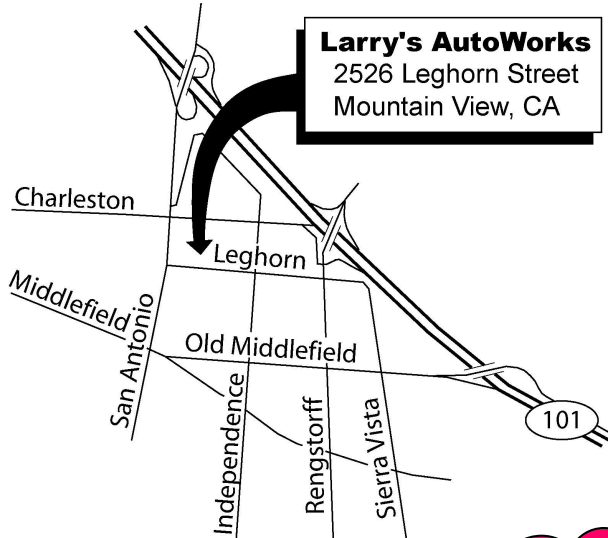 Larry's AutoWorks
2526 Leghorn Street
Mountain View, CA
Charleston
Leghorn
Middlefield
San Antonio
Old Middlefield
Independence
Rengstorff
Sierra Vista
101